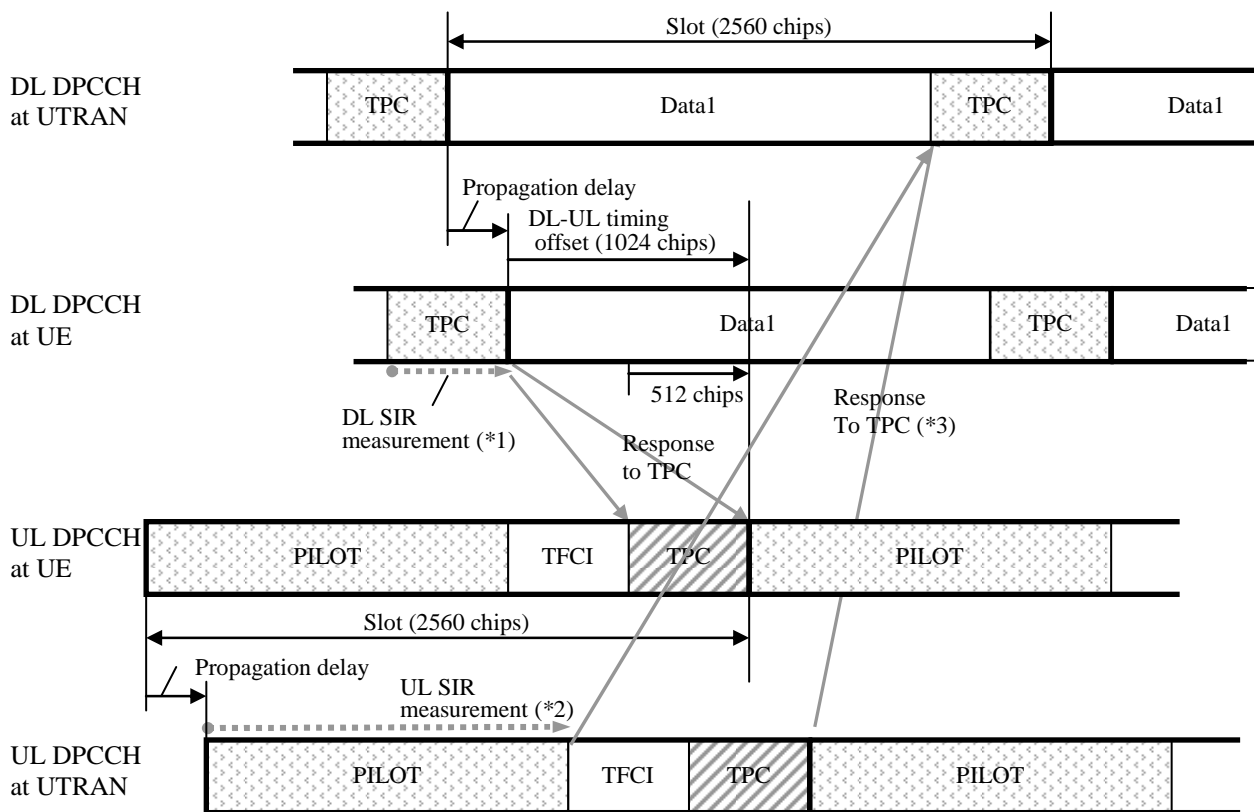 Slot (2560 chips)
DL DPCCH
at UTRAN
TPC
Data1
TPC
Data1
Propagation delay
DL-UL timing
offset (1024 chips)
DL DPCCH
at UE
TPC
Data1
TPC
Data1
512 chips
DL SIR
measurement (*1)
Response
to TPC
Response
To TPC (*3)
UL DPCCH
at UE
PILOT
TFCI
TPC
PILOT
Slot (2560 chips)
Propagation delay
UL SIR
measurement (*2)
UL DPCCH
at UTRAN
PILOT
TFCI
TPC
PILOT